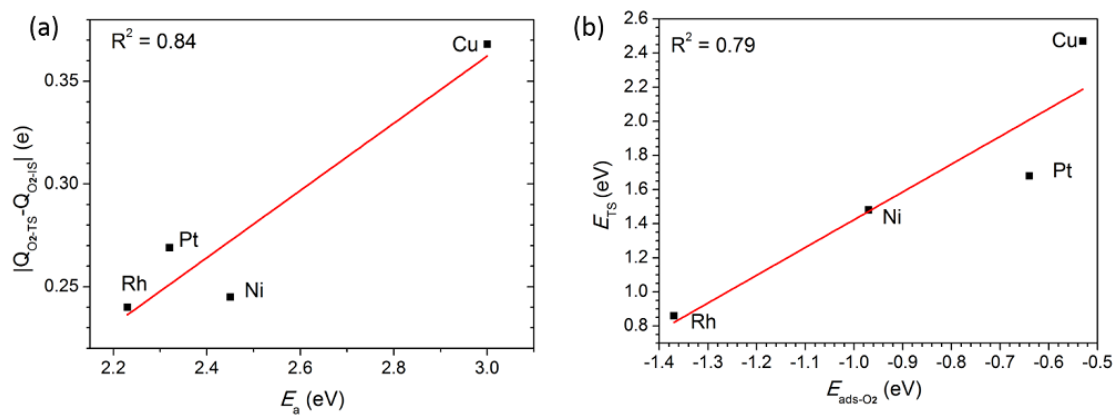 (a)
R² = 0.84
Cu
Pt
Rh
Ni
0.35
0.30
0.25
|Q_O₂-TS-Q_O₂-IS| (e)
2.2 2.4 2.6 2.8 3.0
E_a (eV)
(b)
R² = 0.79
Cu
Pt
Ni
Rh
2.6
2.4
2.2
2.0
1.8
1.6
1.4
1.2
1.0
0.8
E_TS (eV)
-1.4 -1.3 -1.2 -1.1 -1.0 -0.9 -0.8 -0.7 -0.6 -0.5
E_ads-O₂ (eV)